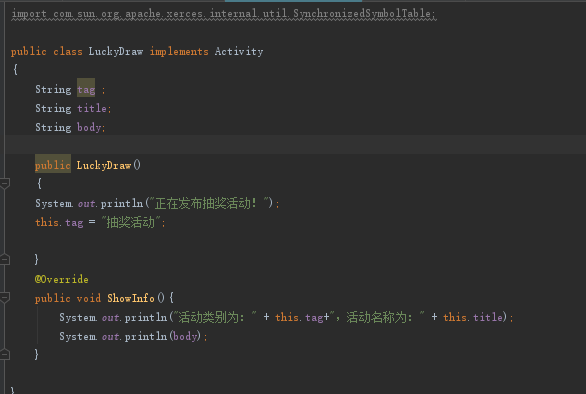 import com.sun.org.apache.xerces.internal.util.SynchronizedSymbolTable;
public class LuckyDraw implements Activity
{
String tag ;
String title;
String body;
public LuckyDraw()
{
System.out.println("正在发布抽奖活动！");
this.tag = "抽奖活动";
}
@Override
public void ShowInfo(){
System.out.println("活动类别为：" + this.tag+"，活动名称为：" + this.title);
System.out.println(body);
}
}